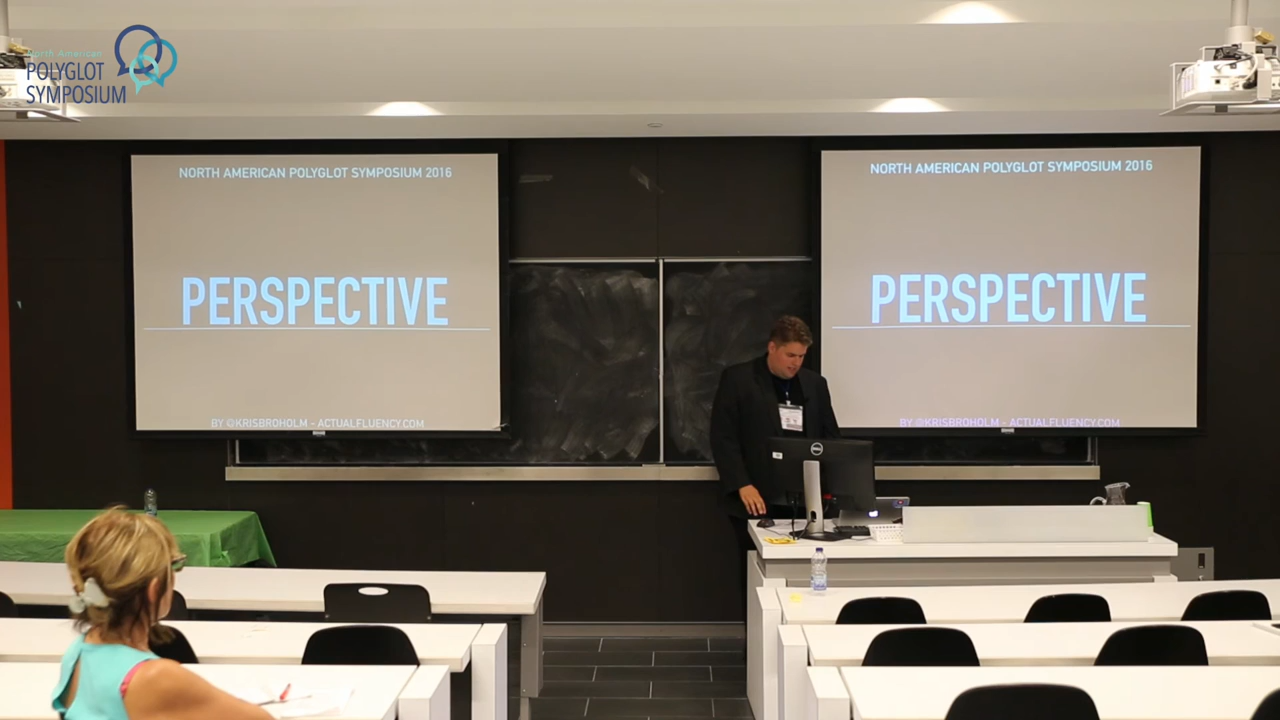 North American
POLYGLOT
SYMPOSIUM
NORTH AMERICAN POLYGLOT SYMPOSIUM 2016
PERSPECTIVE
BY @KRISBROHOLM - ACTUALFLUENCY.COM
NORTH AMERICAN POLYGLOT SYMPOSIUM 2016
PERSPECTIVE
BY @KRISBROHOLM - ACTUALFLUENCY.COM
DELL